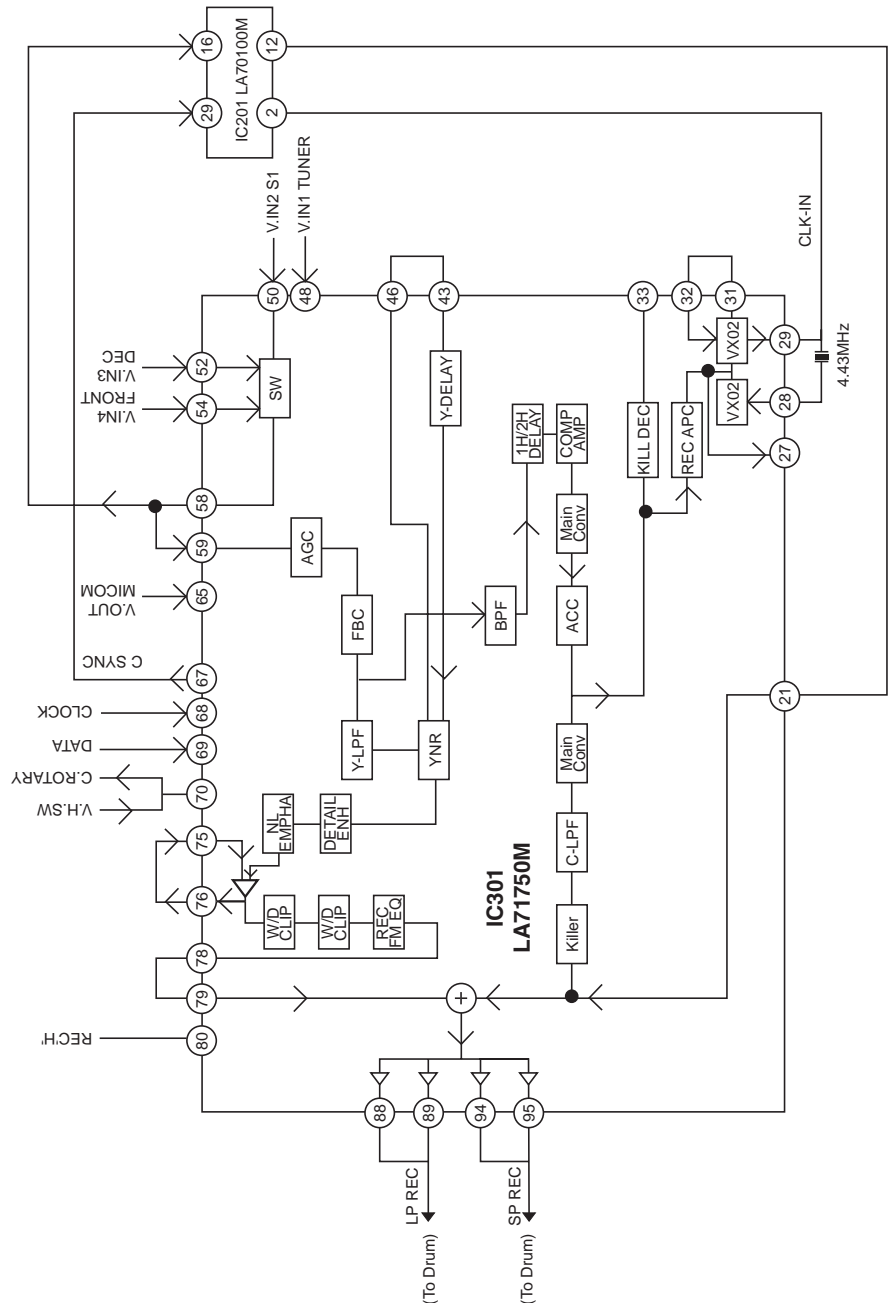 16
12
29
2
IC201 LA70100M
V.IN2 S1
V.IN1 TUNER
CLK-IN
50
48
46
43
33
32
31
29
28
27
4.43MHz
V.IN3
DEC
V.IN4
FRONT
52
54
SW
58
59
V.OUT
MICOM
65
C SYNC
67
CLOCK
68
DATA
69
C.ROTARY
V.H.SW
70
75
76
78
79
REC'H'
80
AGC
FBC
Y-LPF
YNR
Y-DELAY
DETAIL
ENH
NL
EMPHA
W/D
CLIP
W/D
CLIP
REC
FM EQ
BPF
1H/2H
DELAY
COMP
AMP
Main
Conv
ACC
Main
Conv
C-LPF
Killer
KILL DEC
REC APC
VX02
VX02
21
IC301
LA71750M
+
88
89
94
95
LP REC
(To Drum)
SP REC
(To Drum)